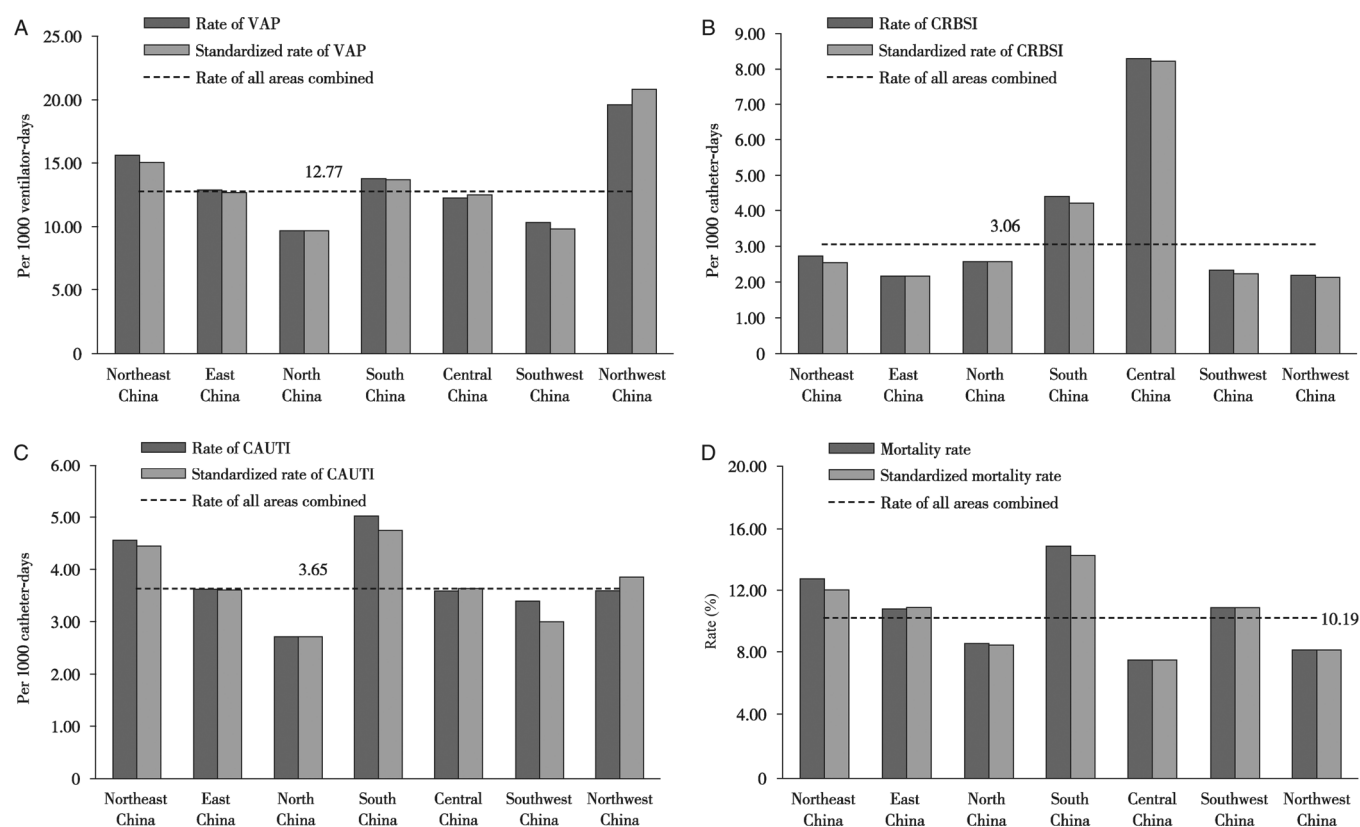 A
Rate of VAP
Standardized rate of VAP
Rate of all areas combined
Per 1000 ventilator-days
25.00
20.00
15.00
10.00
5.00
0
12.77
Northeast China
East China
North China
South China
Central China
Southwest China
Northwest China
B
Rate of CRBSI
Standardized rate of CRBSI
Rate of all areas combined
Per 1000 catheter-days
9.00
8.00
7.00
6.00
5.00
4.00
3.00
2.00
1.00
0
3.06
Northeast China
East China
North China
South China
Central China
Southwest China
Northwest China
C
Rate of CAUTI
Standardized rate of CAUTI
Rate of all areas combined
Per 1000 catheter-days
6.00
5.00
4.00
3.00
2.00
1.00
0
3.65
Northeast China
East China
North China
South China
Central China
Southwest China
Northwest China
D
Mortality rate
Standardized mortality rate
Rate of all areas combined
Rate (%)
20.00
16.00
12.00
8.00
4.00
0
10.19
Northeast China
East China
North China
South China
Central China
Southwest China
Northwest China